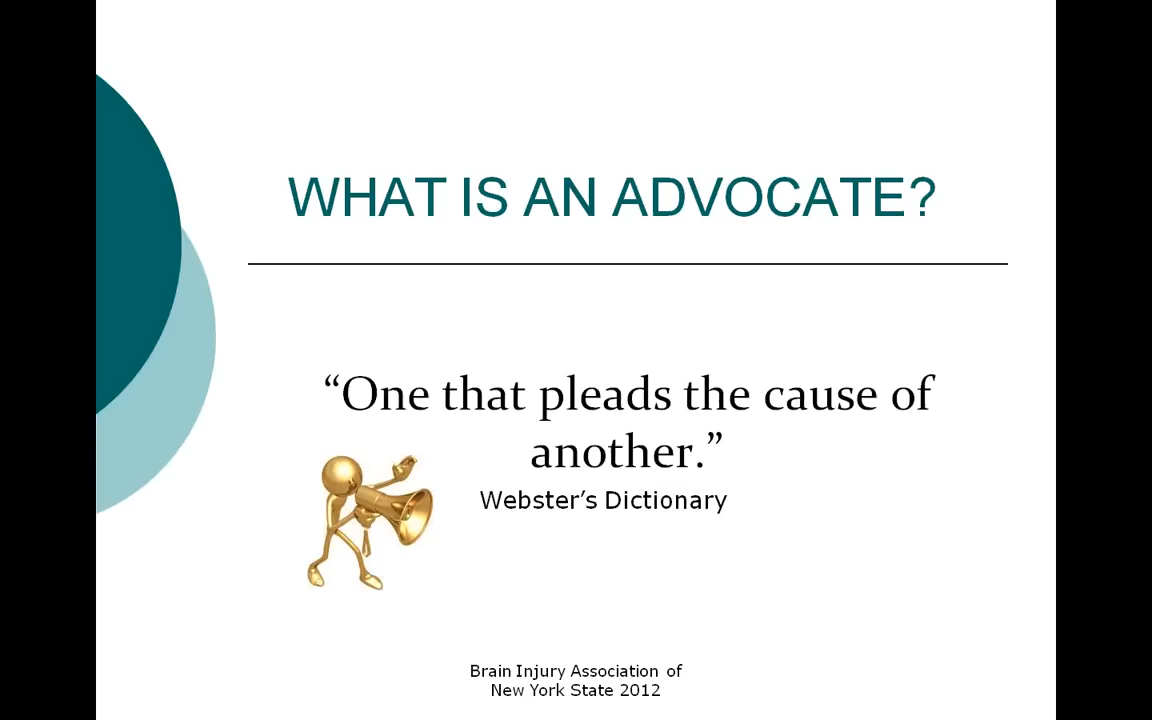 WHAT IS AN ADVOCATE?
“One that pleads the cause of
another.”
Webster’s Dictionary
Brain Injury Association of
New York State 2012